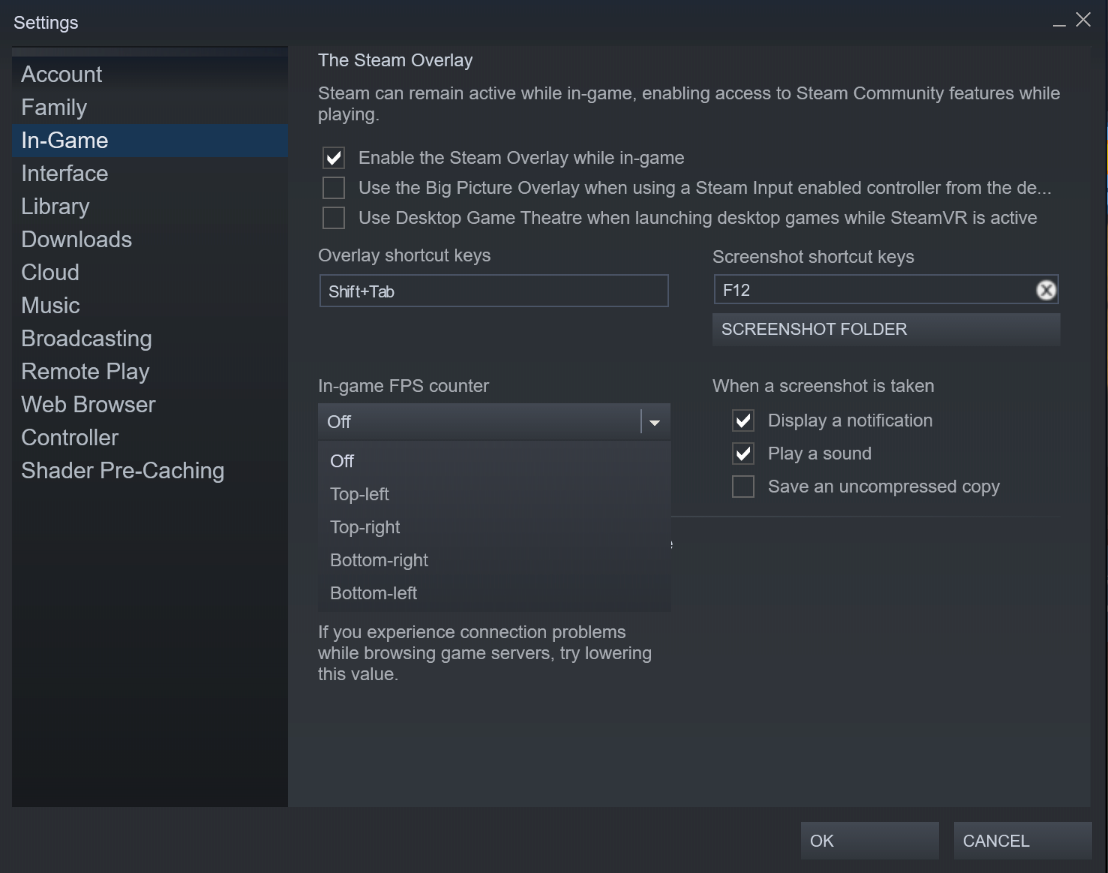 Settings
Account
Family
In-Game
Interface
Library
Downloads
Cloud
Music
Broadcasting
Remote Play
Web Browser
Controller
Shader Pre-Caching
The Steam Overlay
Steam can remain active while in-game, enabling access to Steam Community features while
playing.
Enable the Steam Overlay while in-game
Use the Big Picture Overlay when using a Steam Input enabled controller from the de...
Use Desktop Game Theatre when launching desktop games while SteamVR is active
Overlay shortcut keys
Shift+Tab
Screenshot shortcut keys
F12
SCREENSHOT FOLDER
In-game FPS counter
Off
Off
Top-left
Top-right
Bottom-right
Bottom-left
When a screenshot is taken
Display a notification
Play a sound
Save an uncompressed copy
If you experience connection problems
while browsing game servers, try lowering
this value.
OK
CANCEL